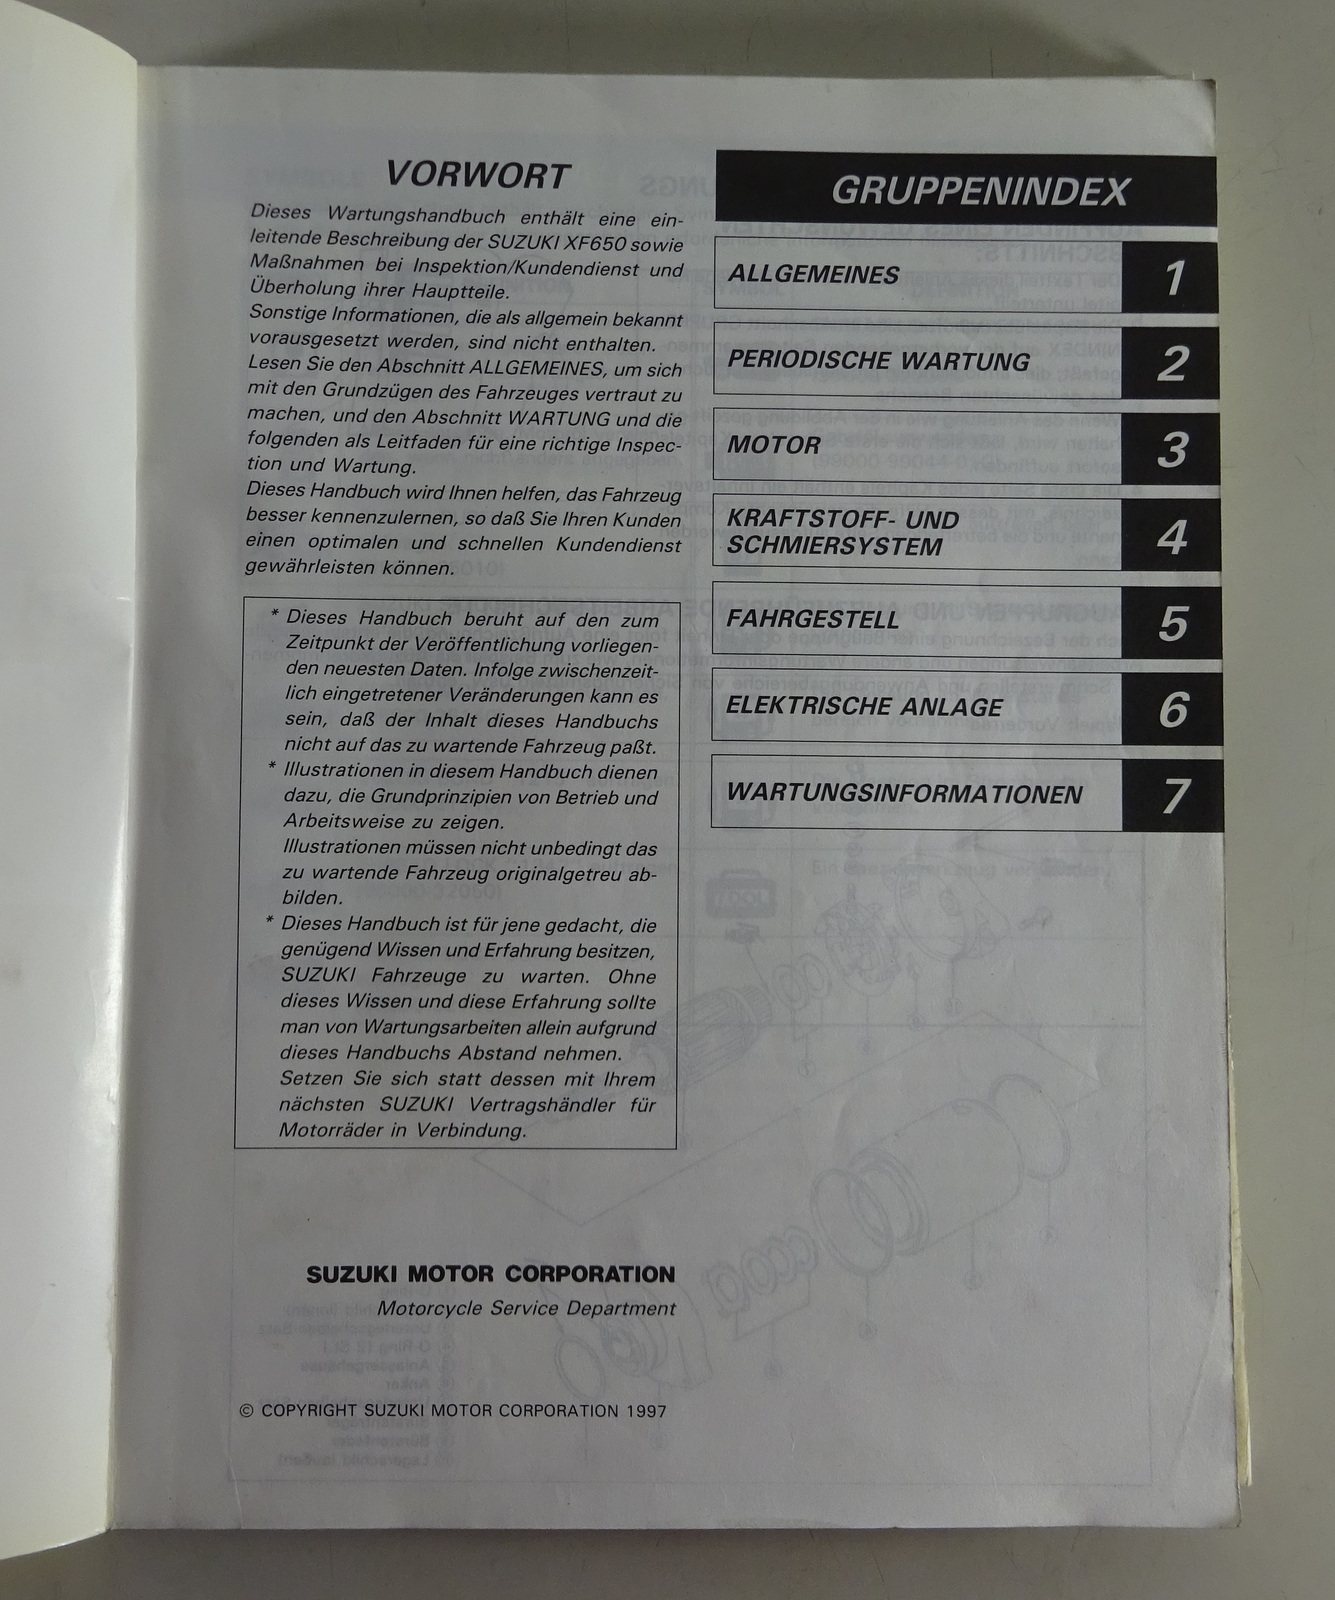 VORWORT
Dieses Wartungshandbuch enthält eine ein-
leitende Beschreibung der SUZUKI XF650 sowie
Maßnahmen bei Inspektion/Kundendienst und
Überholung ihrer Hauptteile.
Sonstige Informationen, die als allgemein bekannt
vorausgesetzt werden, sind nicht enthalten.
Lesen Sie den Abschnitt ALLGEMEINES, um sich
mit den Grundzügen des Fahrzeuges vertraut zu
machen, und den Abschnitt WARTUNG und die
folgenden als Leitfaden für eine richtige Inspec-
tion und Wartung.
Dieses Handbuch wird Ihnen helfen, das Fahrzeug
besser kennenzulernen, so daß Sie Ihren Kunden
einen optimalen und schnellen Kundendienst
gewährleisten können.
* Dieses Handbuch beruht auf den zum
Zeitpunkt der Veröffentlichung vorliegen-
den neuesten Daten. Infolge zwischenzeit-
lich eingetretener Veränderungen kann es
sein, daß der Inhalt dieses Handbuchs
nicht auf das zu wartende Fahrzeug paßt.
* Illustrationen in diesem Handbuch dienen
dazu, die Grundprinzipien von Betrieb und
Arbeitsweise zu zeigen.
Illustrationen müssen nicht unbedingt das
zu wartende Fahrzeug originalgetreu ab-
bilden.
* Dieses Handbuch ist für jene gedacht, die
genügend Wissen und Erfahrung besitzen,
SUZUKI Fahrzeuge zu warten. Ohne
dieses Wissen und diese Erfahrung sollte
man von Wartungsarbeiten allein aufgrund
dieses Handbuchs Abstand nehmen.
Setzen Sie sich statt dessen mit Ihrem
nächsten SUZUKI Vertragshändler für
Motorräder in Verbindung.
SUZUKI MOTOR CORPORATION
Motorcycle Service Department
© COPYRIGHT SUZUKI MOTOR CORPORATION 1997
GRUPPENINDEX
ALLGEMEINES 1
PERIODISCHE WARTUNG 2
MOTOR 3
KRAFTSTOFF- UND
SCHMIERSYSTEM 4
FAHRGESTELL 5
ELEKTRISCHE ANLAGE 6
WARTUNGSINFORMATIONEN 7